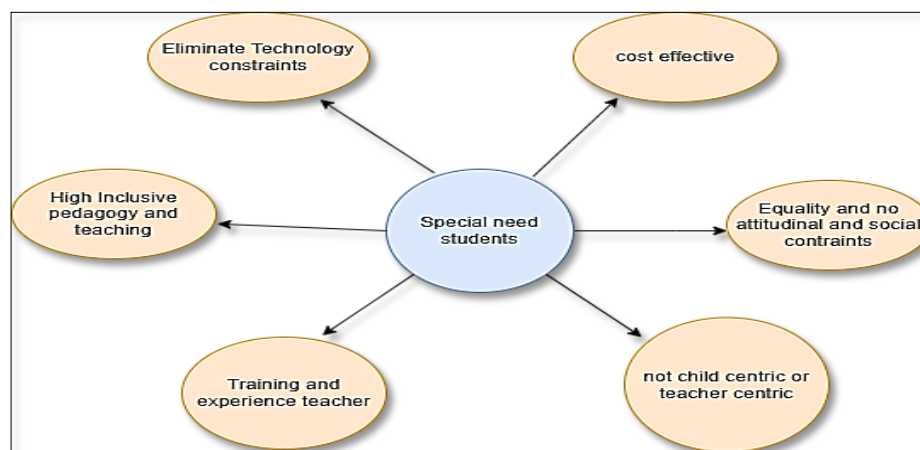 Eliminate Technology
constraints
cost effective
High Inclusive
pedagogy and
teaching
Special need
students
Equality and no
attitudinal and social
contraints
Training and
experience teacher
not child centric or
teacher centric